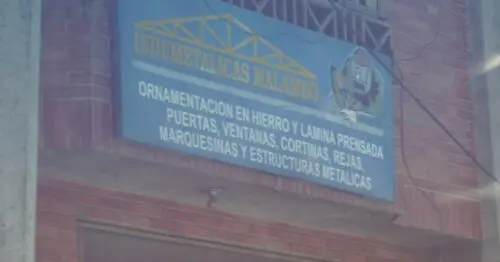 INDUMETALICAS MALAMBO
ORNAMENTACION EN HIERRO Y LAMINA PRENSADA
PUERTAS, VENTANAS, CORTINAS, REJAS,
MARQUESINAS Y ESTRUCTURAS METALICAS